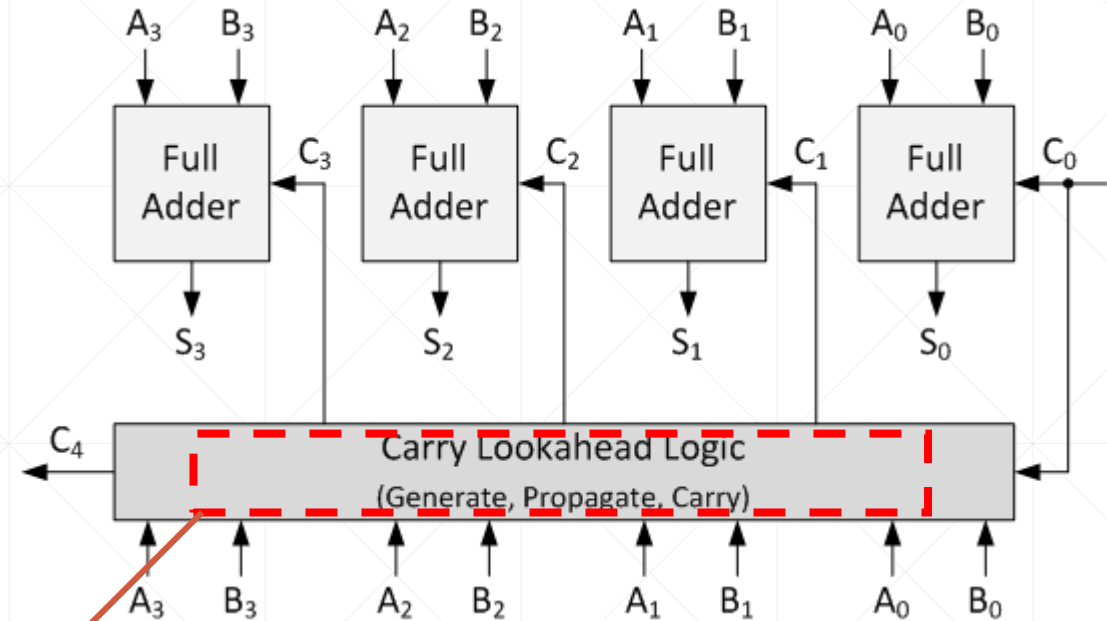 A₃ B₃ A₂ B₂ A₁ B₁ A₀ B₀
Full Adder C₃ Full Adder C₂ Full Adder C₁ Full Adder C₀
S₃ S₂ S₁ S₀
C₄
Carry Lookahead Logic
(Generate, Propagate, Carry)
A₃ B₃ A₂ B₂ A₁ B₁ A₀ B₀